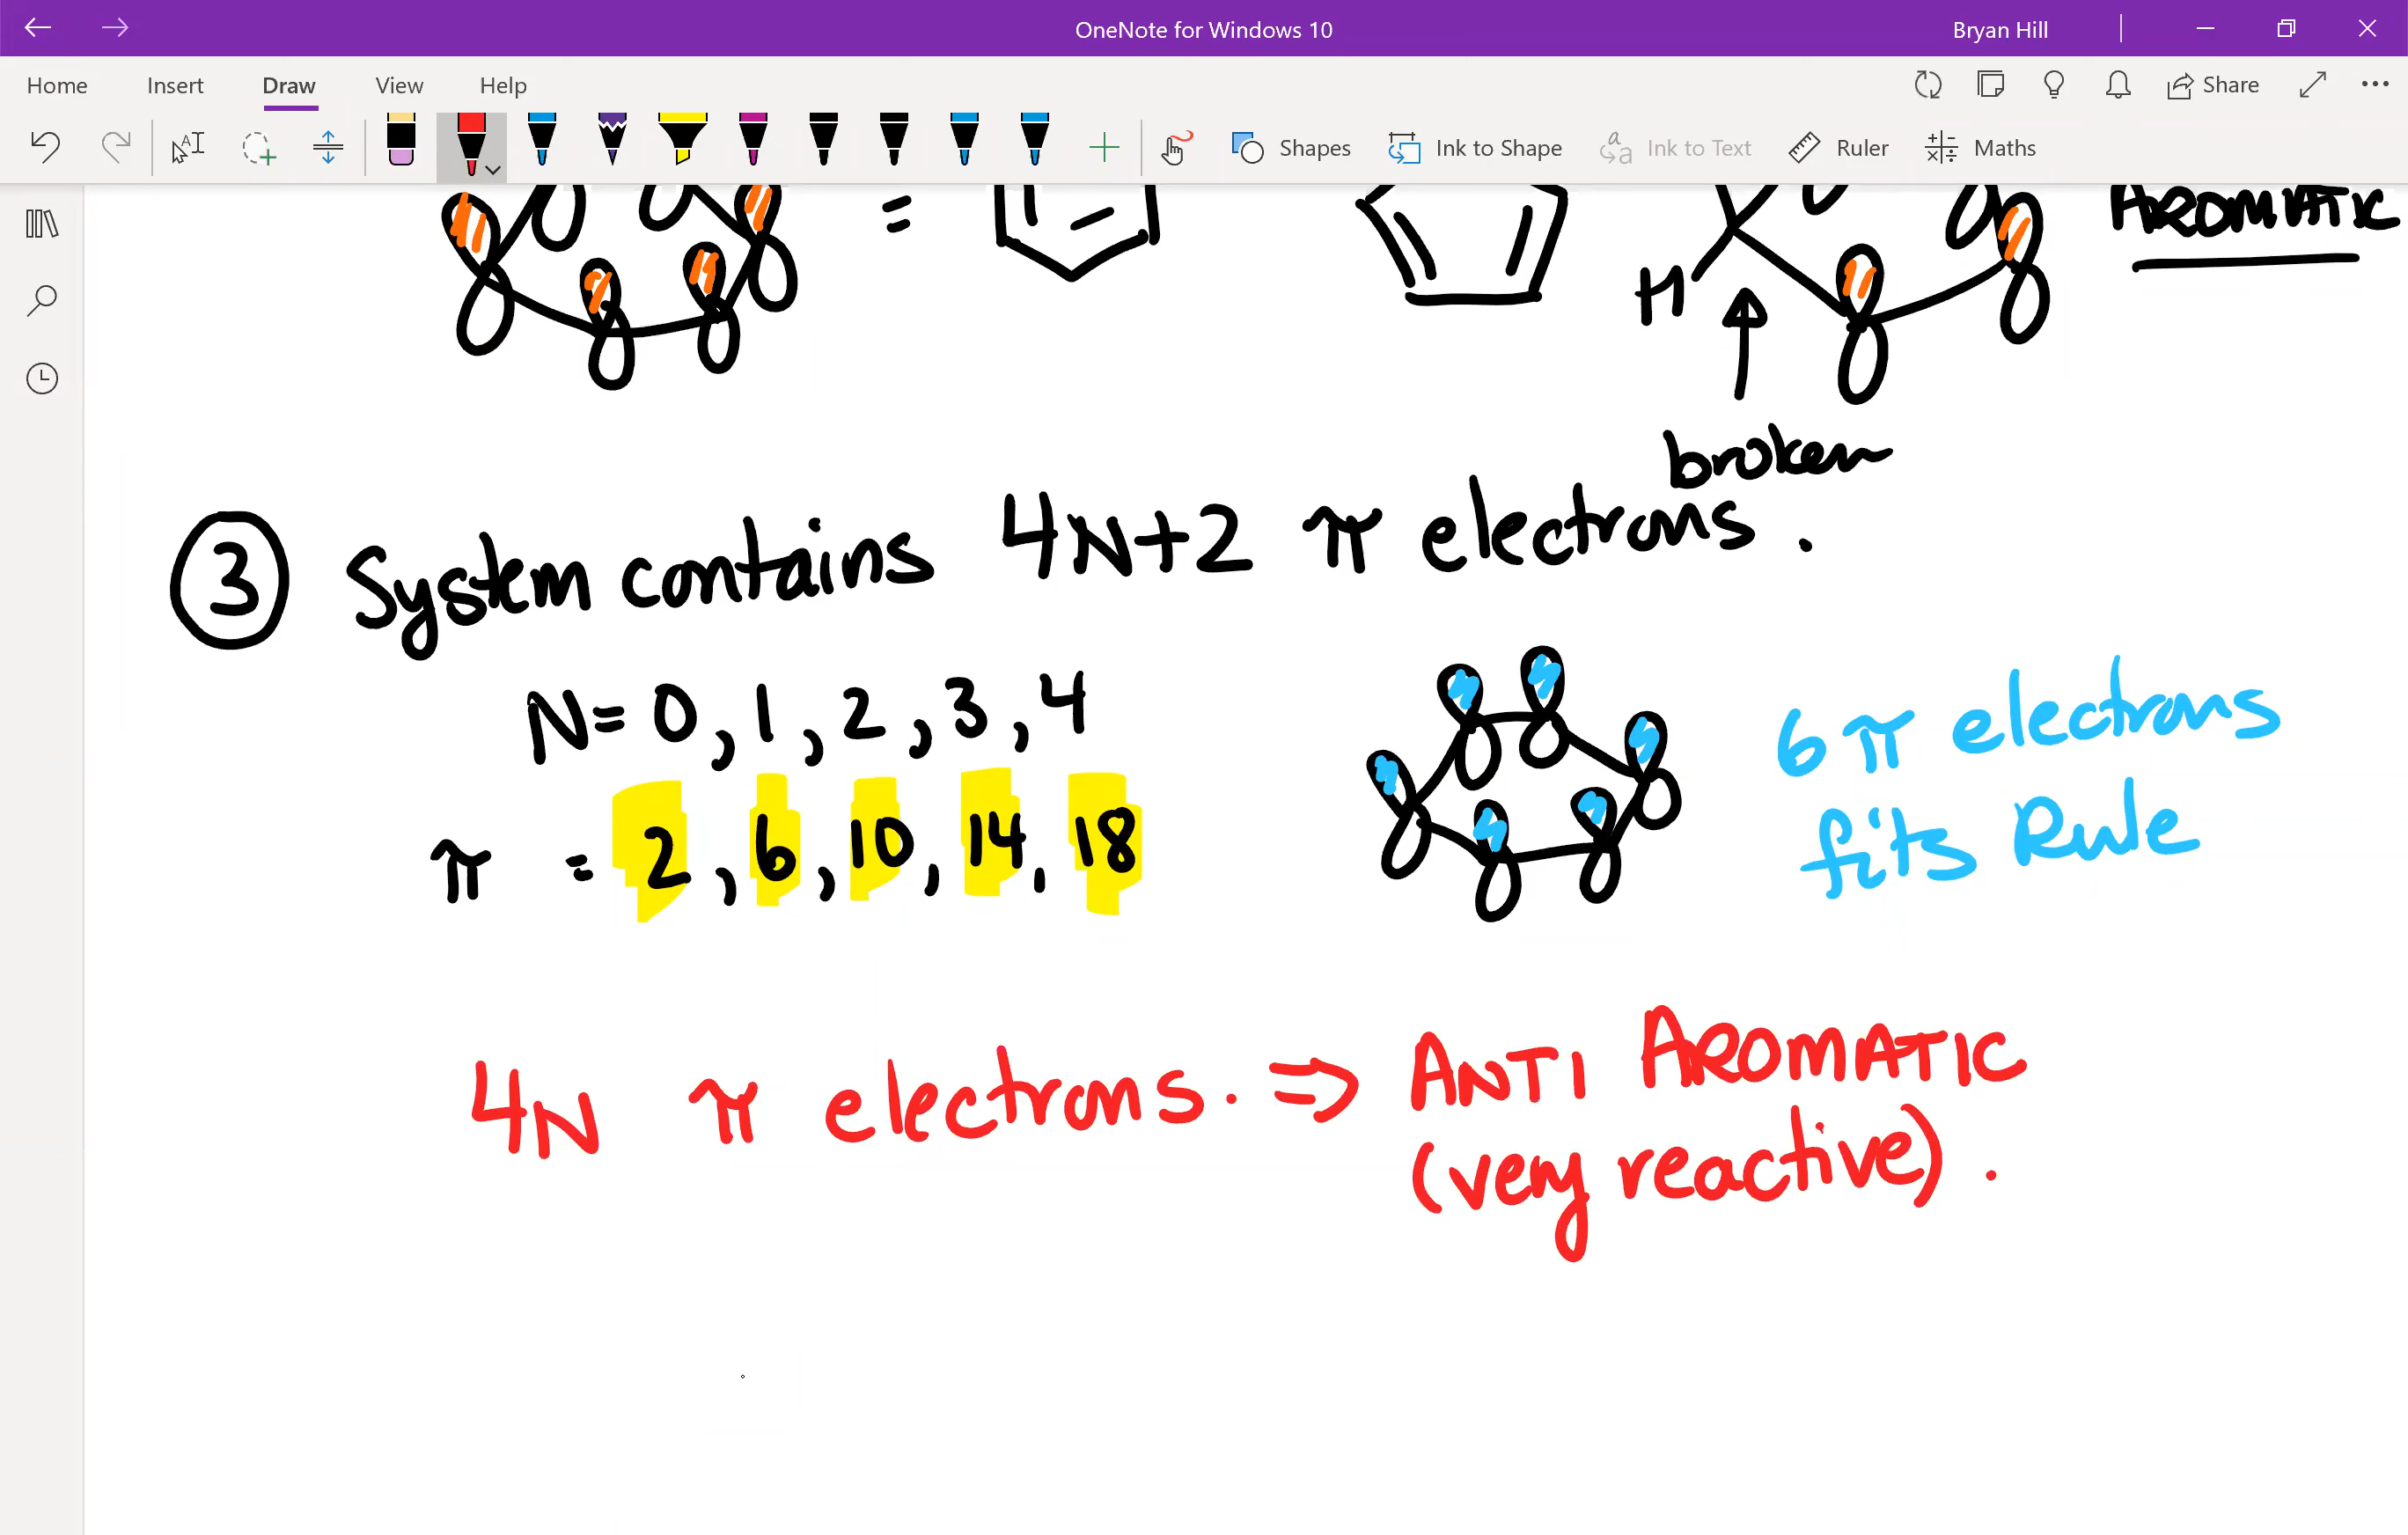 OneNote for Windows 10
Bryan Hill
Home Insert Draw View Help
Share
Shapes Ink to Shape Ink to Text Ruler Maths
=
AROMATIC
H
broken
3 System contains 4N+2 π electrons.
N= 0, 1, 2, 3, 4
π = 2, 6, 10, 14, 18
6 π electrons
fits Rule
4N π electrons. ⇒ ANTI AROMATIC
(very reactive).